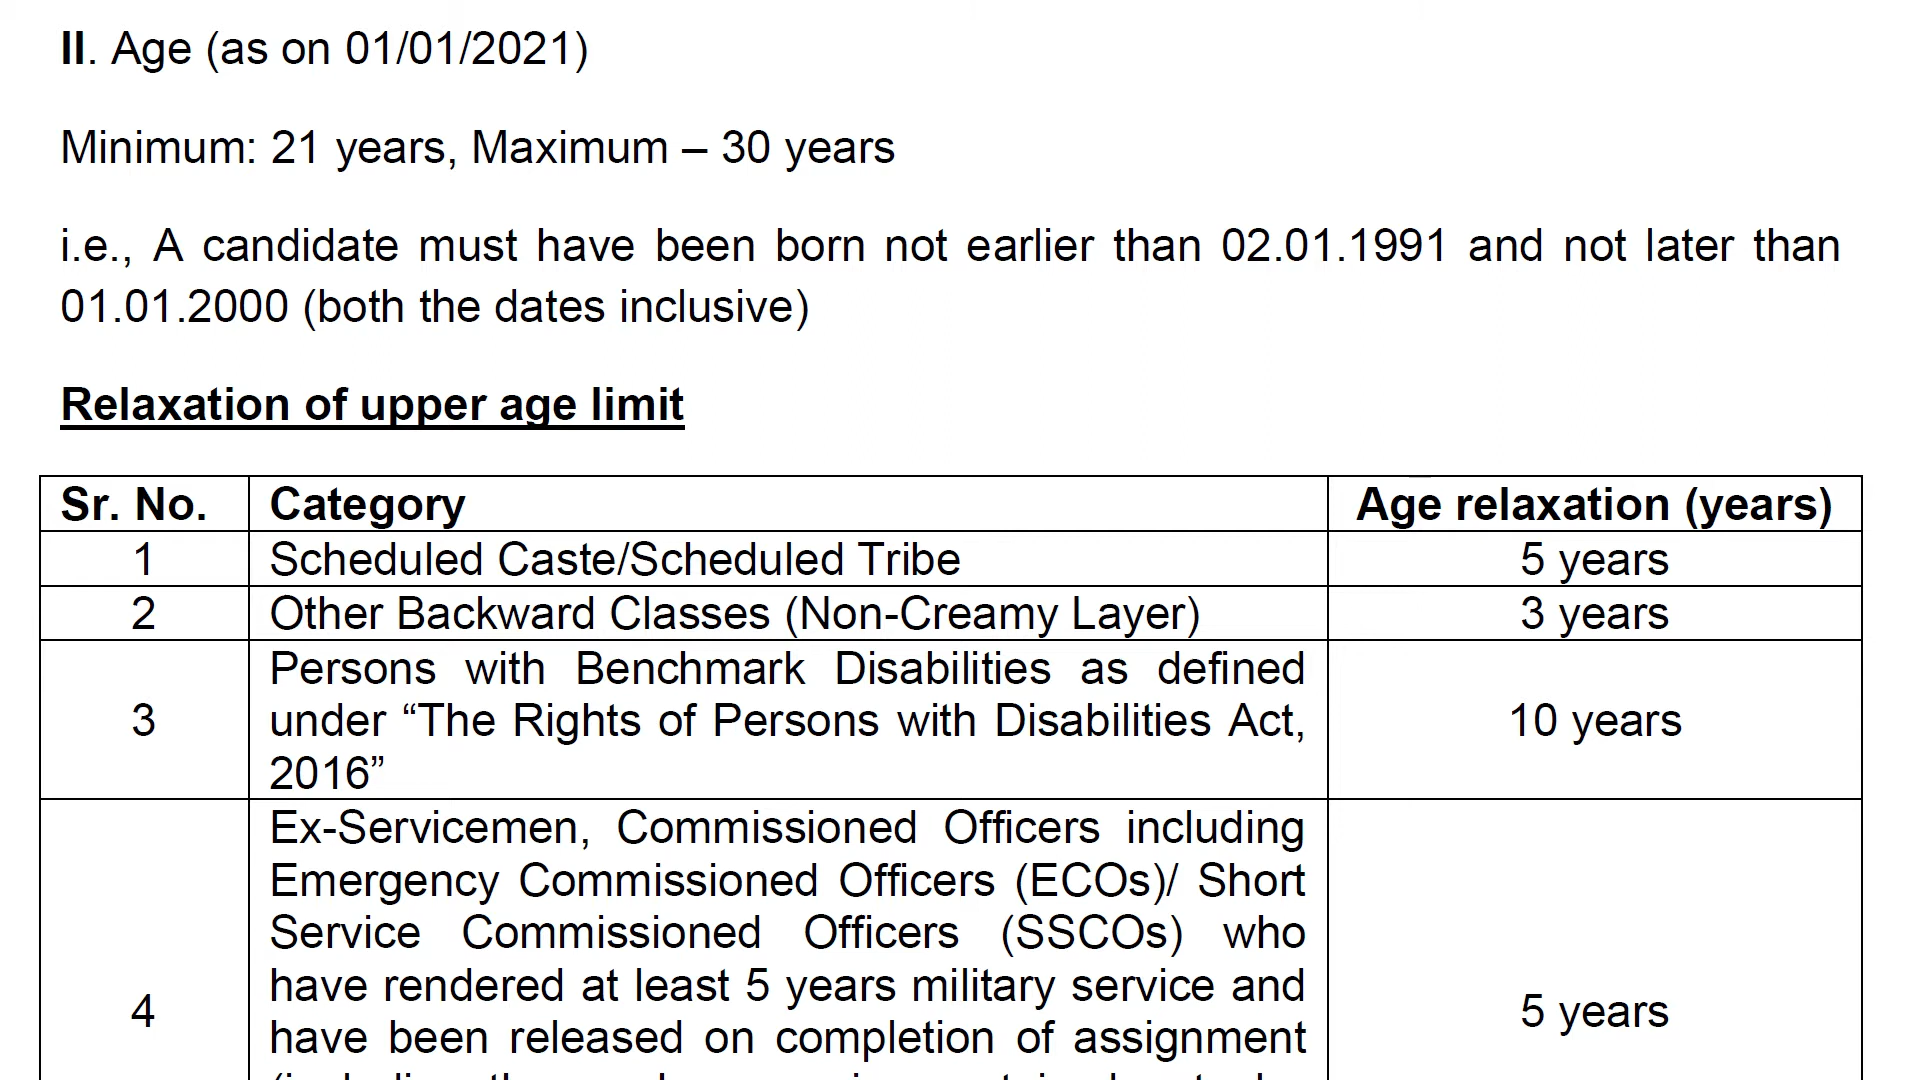 II. Age (as on 01/01/2021)
Minimum: 21 years, Maximum – 30 years
i.e., A candidate must have been born not earlier than 02.01.1991 and not later than
01.01.2000 (both the dates inclusive)
Relaxation of upper age limit
Sr. No. Category Age relaxation (years)
1 Scheduled Caste/Scheduled Tribe 5 years
2 Other Backward Classes (Non-Creamy Layer) 3 years
Persons with Benchmark Disabilities as defined
3 under “The Rights of Persons with Disabilities Act, 10 years
2016”
Ex-Servicemen, Commissioned Officers including
Emergency Commissioned Officers (ECOs)/ Short
Service Commissioned Officers (SSCOs) who
have rendered at least 5 years military service and
4 5 years
have been released on completion of assignment